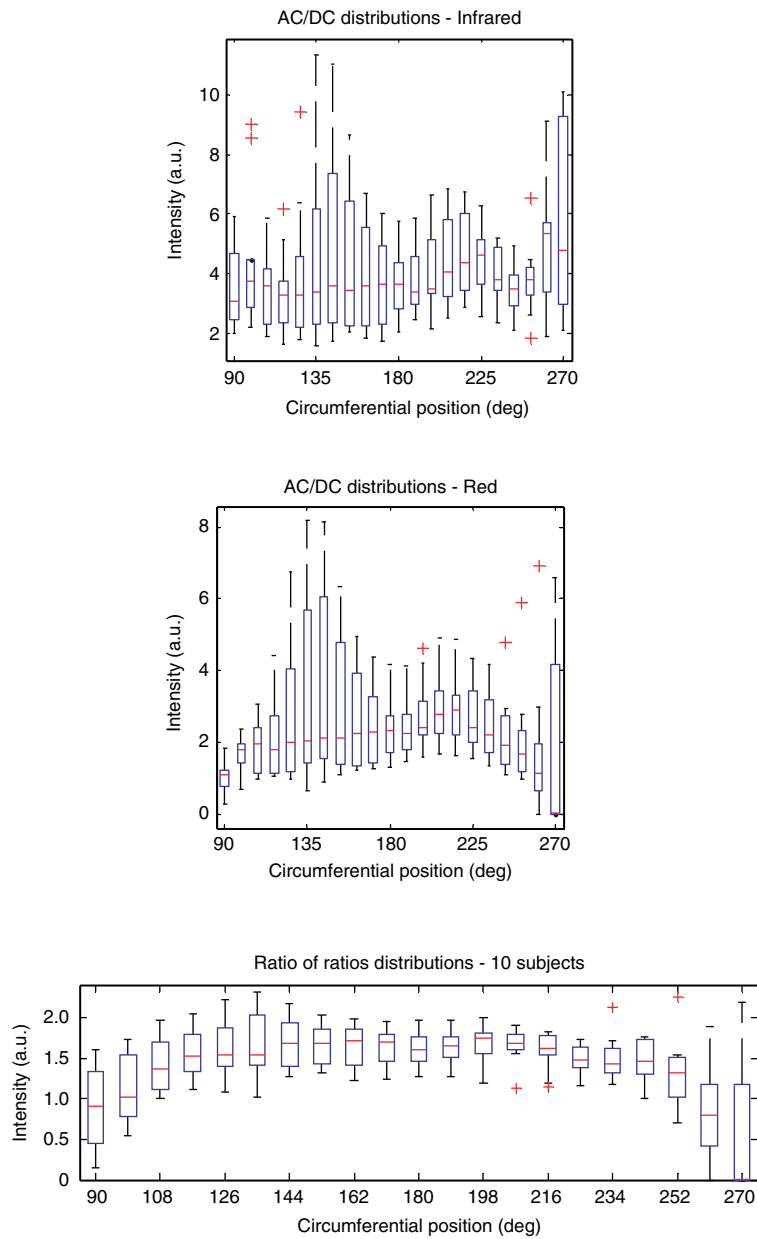 AC/DC distributions - Infrared
10
8
6
4
2
Intensity (a.u.)
90 135 180 225 270
Circumferential position (deg)
AC/DC distributions - Red
8
6
4
2
0
Intensity (a.u.)
90 135 180 225 270
Circumferential position (deg)
Ratio of ratios distributions - 10 subjects
2.0
1.5
1.0
0.5
0
Intensity (a.u.)
90 108 126 144 162 180 198 216 234 252 270
Circumferential position (deg)